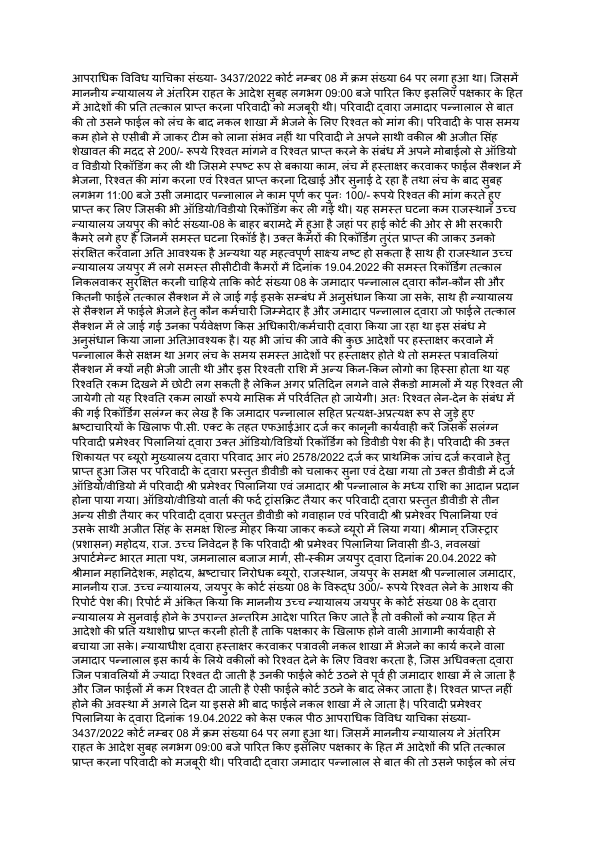 आपराधिक विविध याचिका संख्या- 3437/2022 कोर्ट नम्बर 08 में क्रम संख्या 64 पर लगा हुआ था। जिसमें
माननीय न्यायालय ने अंतरिम राहत के आदेश सुबह लगभग 09:00 बजे पारित किए इसलिए पक्षकार के हित
में आदेशों की प्रति तत्काल प्राप्त करना परिवादी को मजबूरी थी। परिवादी द्वारा जमादार पन्नालाल से बात
की तो उसने फाईल को लंच के बाद नकल शाखा में भेजने के लिए रिश्वत को मांग की। परिवादी के पास समय
कम होने से एसीबी में जाकर टीम को लाना संभव नहीं था परिवादी ने अपने साथी वकील श्री अजीत सिंह
शेखावत की मदद से 200/- रूपये रिश्वत मांगने व रिश्वत प्राप्त करने के संबंध में अपने मोबाईलो से ऑडियो
व विडीयो रिकॉडिंग कर ली थी जिसमे स्पष्ट रूप से बकाया काम, लंच में हस्ताक्षर करवाकर फाईल सैक्शन में
भेजना, रिश्वत की मांग करना एवं रिश्वत प्राप्त करना दिखाई और सुनाई दे रहा है तथा लंच के बाद सुबह
लगभग 11:00 बजे उसी जमादार पन्नालाल ने काम पूर्ण कर पुनः 100/- रूपये रिश्वत की मांग करते हुए
प्राप्त कर लिए जिसकी भी ऑडियो/विडीयो रिकॉर्डिंग कर ली गई थी। यह समस्त घटना कम राजस्थान उच्च
न्यायालय जयपुर की कोर्ट संख्या-08 के बाहर बरामदे में हुआ है जहां पर हाई कोर्ट की ओर से भी सरकारी
कैमरे लगे हुए है जिनमें समस्त घटना रिकॉर्ड है। उक्त कैमरों की रिकॉर्डिंग तुरंत प्राप्त की जाकर उनको
संरक्षित करवाना अति आवश्यक है अन्यथा यह महत्वपूर्ण साक्ष्य नष्ट हो सकता है साथ ही राजस्थान उच्च
न्यायालय जयपुर में लगे समस्त सीसीटीवी कैमरों में दिनांक 19.04.2022 की समस्त रिकॉर्डिंग तत्काल
निकलवाकर सुरक्षित करनी चाहिये ताकि कोर्ट संख्या 08 के जमादार पन्नालाल द्वारा कौन-कौन सी और
कितनी फाईले तत्काल सैक्शन में ले जाई गई इसके सम्बंध में अनुसंधान किया जा सके, साथ ही न्यायालय
से सैक्शन में फाईले भेजने हेतु कौन कर्मचारी जिम्मेदार है और जमादार पन्नालाल द्वारा जो फाईले तत्काल
सैक्शन में ले जाई गई उनका पर्यवेक्षण किस अधिकारी/कर्मचारी द्वारा किया जा रहा था इस संबंध मे
अनुसंधान किया जाना अतिआवश्यक है। यह भी जांच की जावे की कुछ आदेशों पर हस्ताक्षर करवाने में
पन्नालाल कैसे सक्षम था अगर लंच के समय समस्त आदेशों पर हस्ताक्षर होते थे तो समस्त पत्रावलियां
सैक्शन में क्यों नही भेजी जाती थी और इस रिश्वती राशि में अन्य किन-किन लोगो का हिस्सा होता था यह
रिश्वति रकम दिखने में छोटी लग सकती है लेकिन अगर प्रतिदिन लगने वाले सैकडो मामलों में यह रिश्वत ली
जायेगी तो यह रिश्वति रकम लाखों रूपये मासिक में परिर्वतित हो जायेगी। अतः रिश्वत लेन-देन के संबंध में
की गई रिकॉर्डिंग सलंग्न कर लेख है कि जमादार पन्नलाल सहित प्रत्यक्ष-अप्रत्यक्ष रूप से जुड़े हुए
भ्रष्टाचारियों के खिलाफ पी.सी. एक्ट के तहत एफआईआर दर्ज कर कानूनी कार्यवाही करें जिसके सलंग्न
परिवादी प्रमेश्वर पिलानियां द्वारा उक्त ऑडियो/विडियों रिकॉर्डिंग को डिवीडी पेश की है। परिवादी की उक्त
शिकायत पर ब्यूरो मुख्यालय द्वारा परिवाद आर नं0 2578/2022 दर्ज कर प्राथमिक जांच दर्ज करवाने हेतु
प्राप्त हुआ जिस पर परिवादी के द्वारा प्रस्तुत डीवीडी को चलाकर सुना एवं देखा गया तो उक्त डीवीडी में दर्ज
ऑडियो/वीडियो में परिवादी श्री प्रमेश्वर पिलानिया एवं जमादार श्री पन्नालाल के मध्य राशि का आदान प्रदान
होना पाया गया। ऑडियो/वीडियो वार्ता की फर्द ट्रांसक्रिट तैयार कर परिवादी द्वारा प्रस्तुत डीवीडी से तीन
अन्य सीडी तैयार कर परिवादी द्वारा प्रस्तुत डीवीडी को गवाहान एवं परिवादी श्री प्रमेश्वर पिलानिया एवं
उसके साथी अजीत सिंह के समक्ष शिल्ड मोहर किया जाकर कब्जे ब्यूरो में लिया गया। श्रीमान् रजिस्ट्रार
(प्रशासन) महोदय, राज. उच्च निवेदन है कि परिवादी श्री प्रमेश्वर पिलानिया निवासी डी-3, नवलखां
अपार्टमेन्ट भारत माता पथ, जमनालाल बजाज मार्ग, सी-स्कीम जयपुर द्वारा दिनांक 20.04.2022 को
श्रीमान महानिदेशक, महोदय, भ्रष्टाचार निरोधक ब्यूरो, राजस्थान, जयपुर के समक्ष श्री पन्नालाल जमादार,
माननीय राज. उच्च न्यायालय, जयपुर के कोर्ट संख्या 08 के विरूद्ध 300/- रूपये रिश्वत लेने के आशय की
रिपोर्ट पेश की। रिपोर्ट में अंकित किया कि माननीय उच्च न्यायालय जयपुर के कोर्ट संख्या 08 के द्वारा
न्यायालय मे सुनवाई होने के उपरान्त अन्तरिम आदेश पारित किए जाते है तो वकीलों को न्याय हित में
आदेशों की प्रति यथाशीघ्र प्राप्त करनी होती है ताकि पक्षकार के खिलाफ होने वाली आगामी कार्यवाही से
बचाया जा सके। न्यायाधीश द्वारा हस्ताक्षर करवाकर पत्रावली नकल शाखा में भेजना का कार्य करने वाला
जमादार पन्नालाल इस कार्य के लिये वकीलों को रिश्वत देने के लिए विवश करता है, जिस अधिवक्ता द्वारा
जिन पत्रावलियों में ज्यादा रिश्वत दी जाती है उनकी फाईले कोर्ट उठने से पूर्व ही जमादार शाखा में ले जाता है
और जिन फाईलों में कम रिश्वत दी जाती है ऐसी फाईले कोर्ट उठने के बाद लेकर जाता है। रिश्वत प्राप्त नहीं
होने की अवस्था में अगले दिन या इससे भी बाद फाईले नकल शाखा में ले जाता है। परिवादी प्रमेश्वर
पिलानिया के द्वारा दिनांक 19.04.2022 को केस एकल पीठ आपराधिक विविध याचिका संख्या-
3437/2022 कोर्ट नम्बर 08 में क्रम संख्या 64 पर लगा हुआ था। जिसमें माननीय न्यायालय ने अंतरिम
राहत के आदेश सुबह लगभग 09:00 बजे पारित किए इसलिए पक्षकार के हित में आदेशों की प्रति तत्काल
प्राप्त करना परिवादी को मजबूरी थी। परिवादी द्वारा जमादार पन्नालाल से बात की तो उसने फाईल को लंच